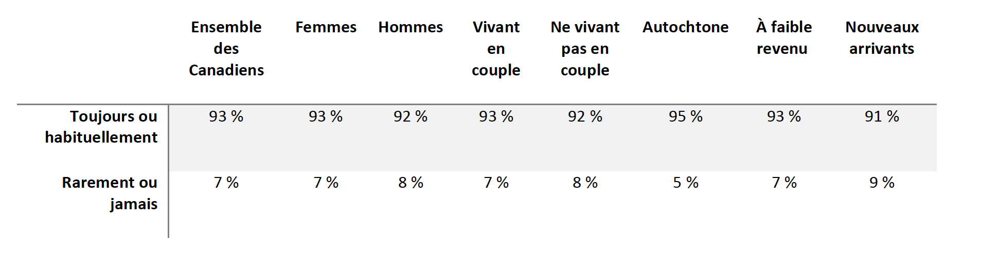 Ensemble Femmes Hommes Vivant Ne vivant Autochtone À faible Nouveaux
des en pas en revenu arrivants
Canadiens couple couple
Toujours ou 93 % 93 % 92 % 93 % 92 % 95 % 93 % 91 %
habituellement
Rarement ou 7 % 7 % 8 % 7 % 8 % 5 % 7 % 9 %
jamais